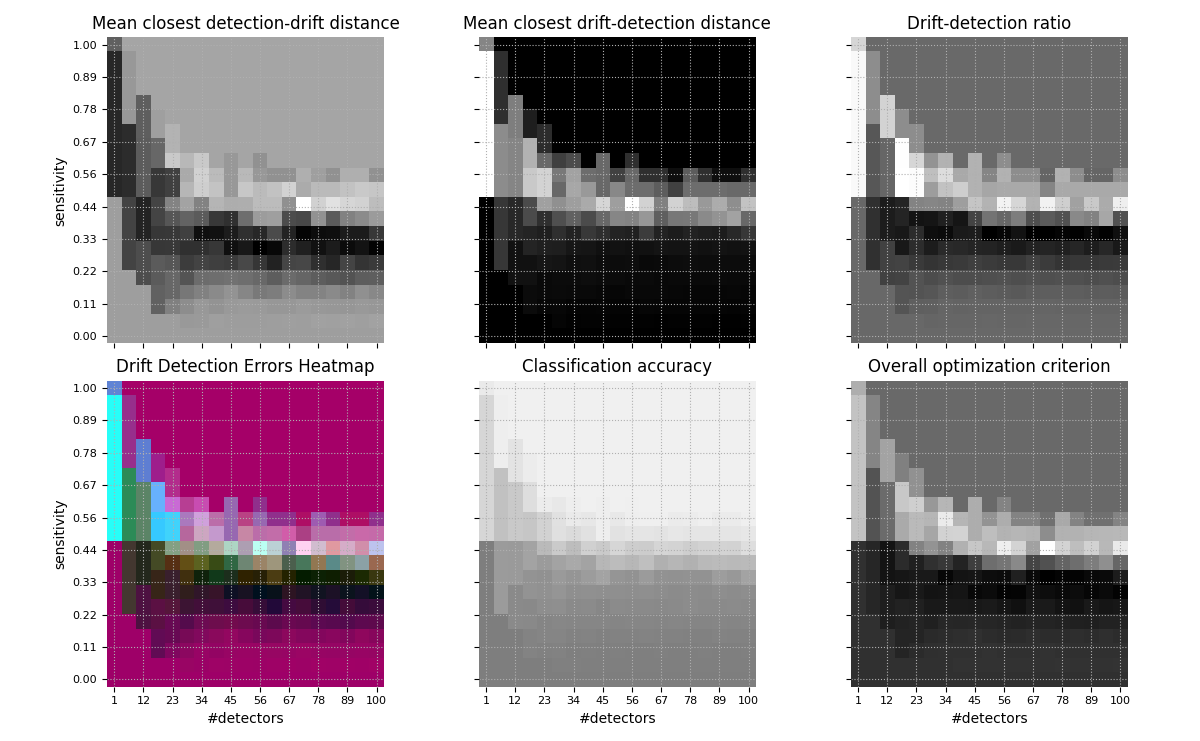 Mean closest detection-drift distance
Mean closest drift-detection distance
Drift-detection ratio
sensitivity
1.00
0.89
0.78
0.67
0.56
0.44
0.33
0.22
0.11
0.00
Drift Detection Errors Heatmap
Classification accuracy
Overall optimization criterion
sensitivity
1.00
0.89
0.78
0.67
0.56
0.44
0.33
0.22
0.11
0.00
1 12 23 34 45 56 67 78 89 100
1 12 23 34 45 56 67 78 89 100
1 12 23 34 45 56 67 78 89 100
#detectors
#detectors
#detectors